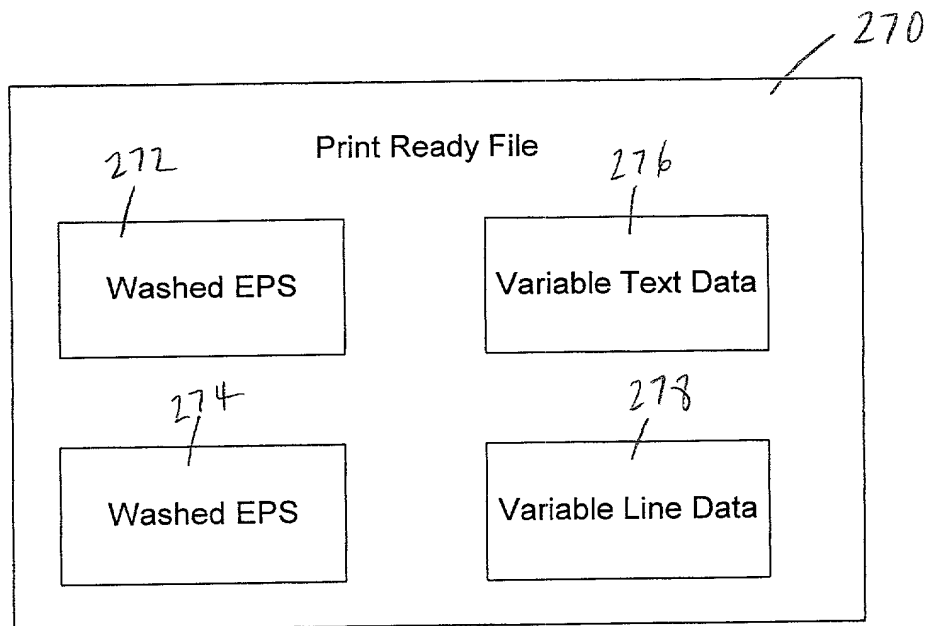 270
Print Ready File
272
276
Washed EPS
Variable Text Data
274
278
Washed EPS
Variable Line Data